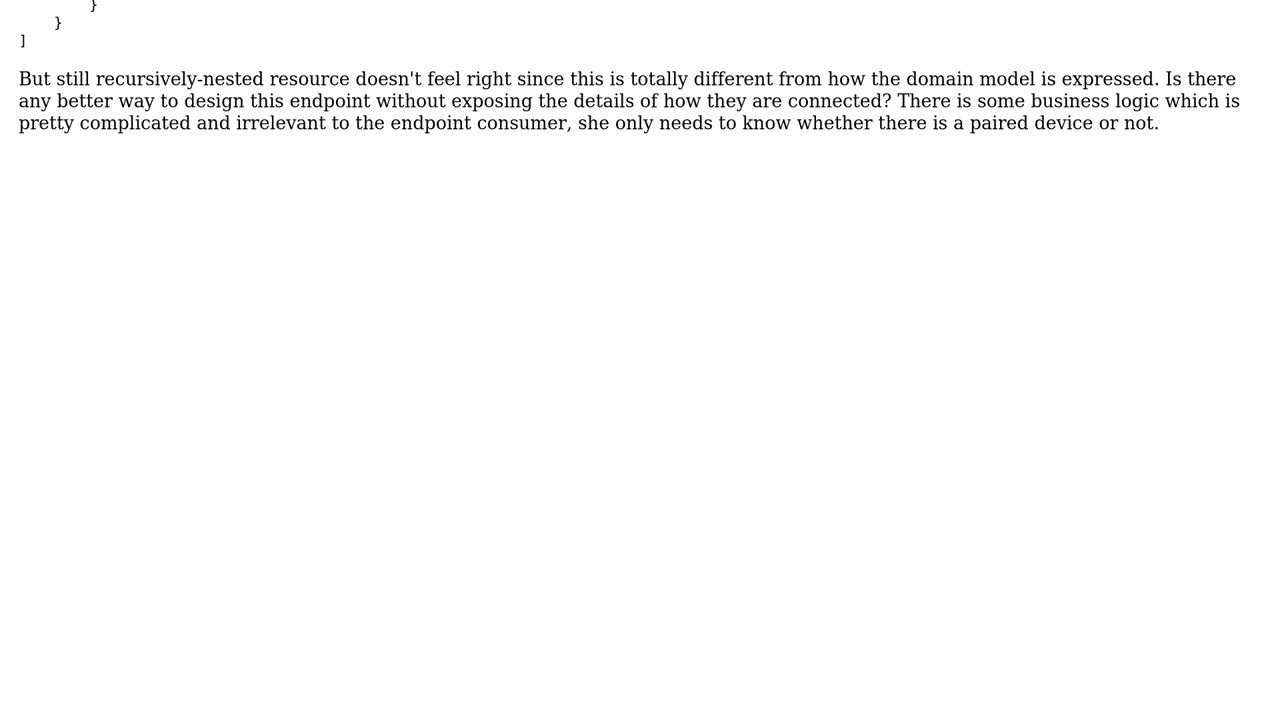 }
    }
]
But still recursively-nested resource doesn't feel right since this is totally different from how the domain model is expressed. Is there
any better way to design this endpoint without exposing the details of how they are connected? There is some business logic which is
pretty complicated and irrelevant to the endpoint consumer, she only needs to know whether there is a paired device or not.